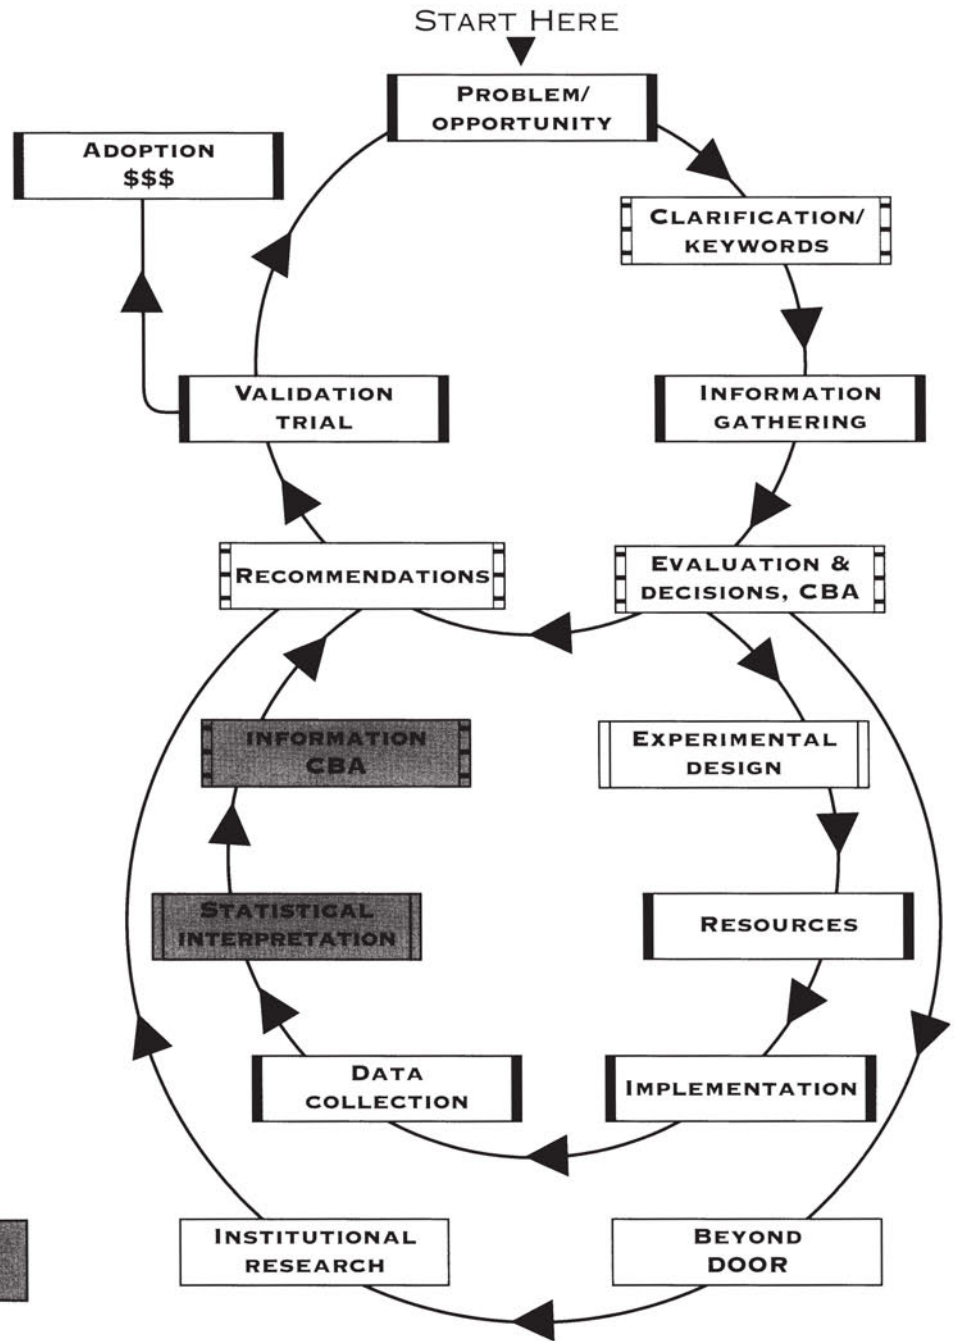 START HERE
PROBLEM/
OPPORTUNITY
ADOPTION
$$$
CLARIFICATION/
KEYWORDS
VALIDATION
TRIAL
INFORMATION
GATHERING
RECOMMENDATIONS
EVALUATION &
DECISIONS, CBA
INFORMATION
CBA
EXPERIMENTAL
DESIGN
STATISTICAL
INTERPRETATION
RESOURCES
DATA
COLLECTION
IMPLEMENTATION
INSTITUTIONAL
RESEARCH
BEYOND
DOOR